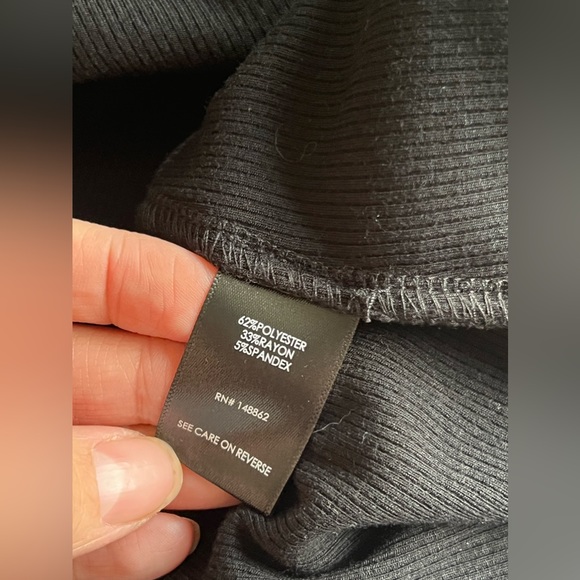 62%POLYESTER
33%RAYON
5%SPANDEX
RN# 148862
SEE CARE ON REVERSE